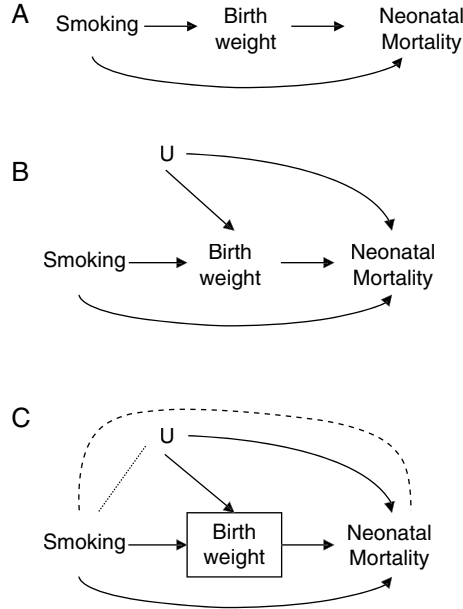 A
Smoking
Birth
weight
Neonatal
Mortality
B
U
Smoking
Birth
weight
Neonatal
Mortality
C
U
Smoking
Birth
weight
Neonatal
Mortality